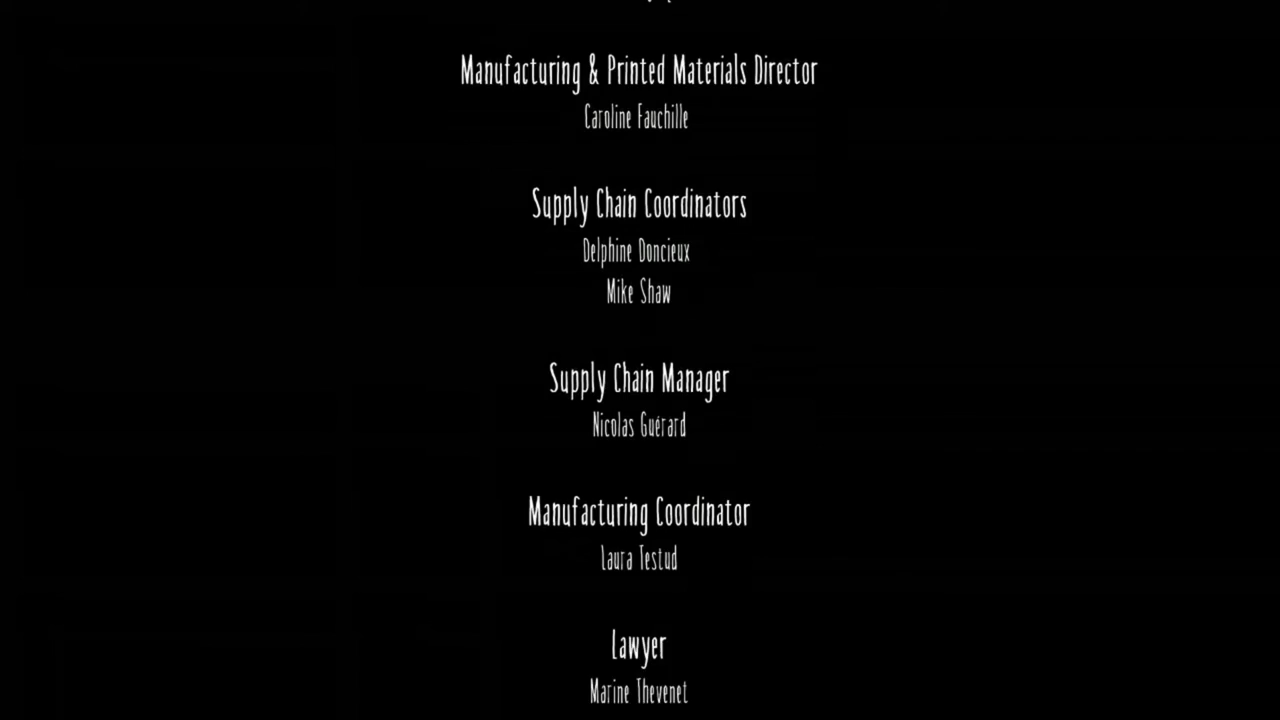 Manufacturing & Printed Materials Director
Caroline Fauchille
Supply Chain Coordinators
Delphine Doncieux
Mike Shaw
Supply Chain Manager
Nicolas Guérard
Manufacturing Coordinator
Laura Testud
Lawyer
Marine Thevenet